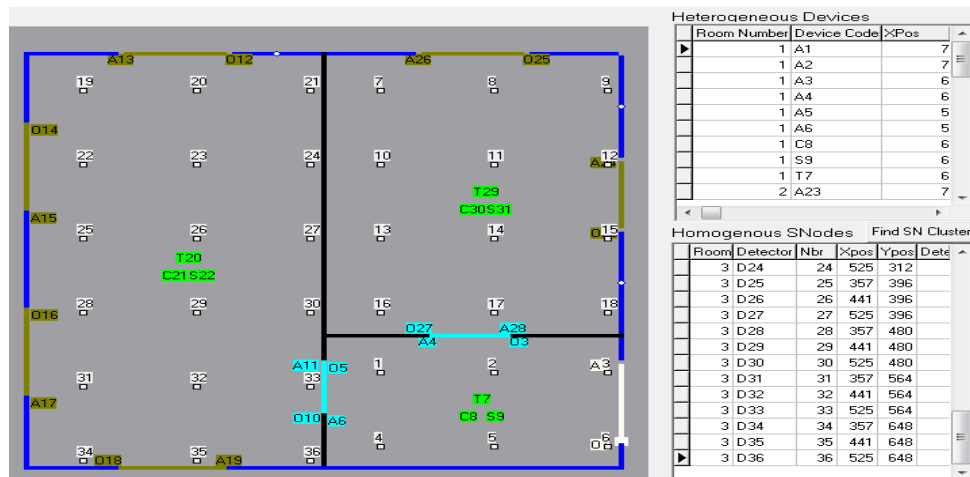 A13 O12 A26 O25
19 20 21 7 8 9
O14
22 23 24 10 11 12
T29
C30 S31
A15
25 26 27 13 14 15
T20
C21 S22
28 29 30 16 17 18
O16
O27 A28
A4 O3
A11 O5 1 2 A3
31 32 33
T7
A17
O10 A6 C8 S9
4 5 6
34 O18 35 A19 36
Heterogeneous Devices
Room Number Device Code XPos
1 A1 7
1 A2 7
1 A3 6
1 A4 6
1 A5 5
1 A6 5
1 C8 6
1 S9 6
1 T7 6
2 A23 7
Homogenous SNodes Find SN Cluster
Room Detector Nbr Xpos Ypos Dete
3 D24 24 525 312
3 D25 25 357 396
3 D26 26 441 396
3 D27 27 525 396
3 D28 28 357 480
3 D29 29 441 480
3 D30 30 525 480
3 D31 31 357 564
3 D32 32 441 564
3 D33 33 525 564
3 D34 34 357 648
3 D35 35 441 648
3 D36 36 525 648